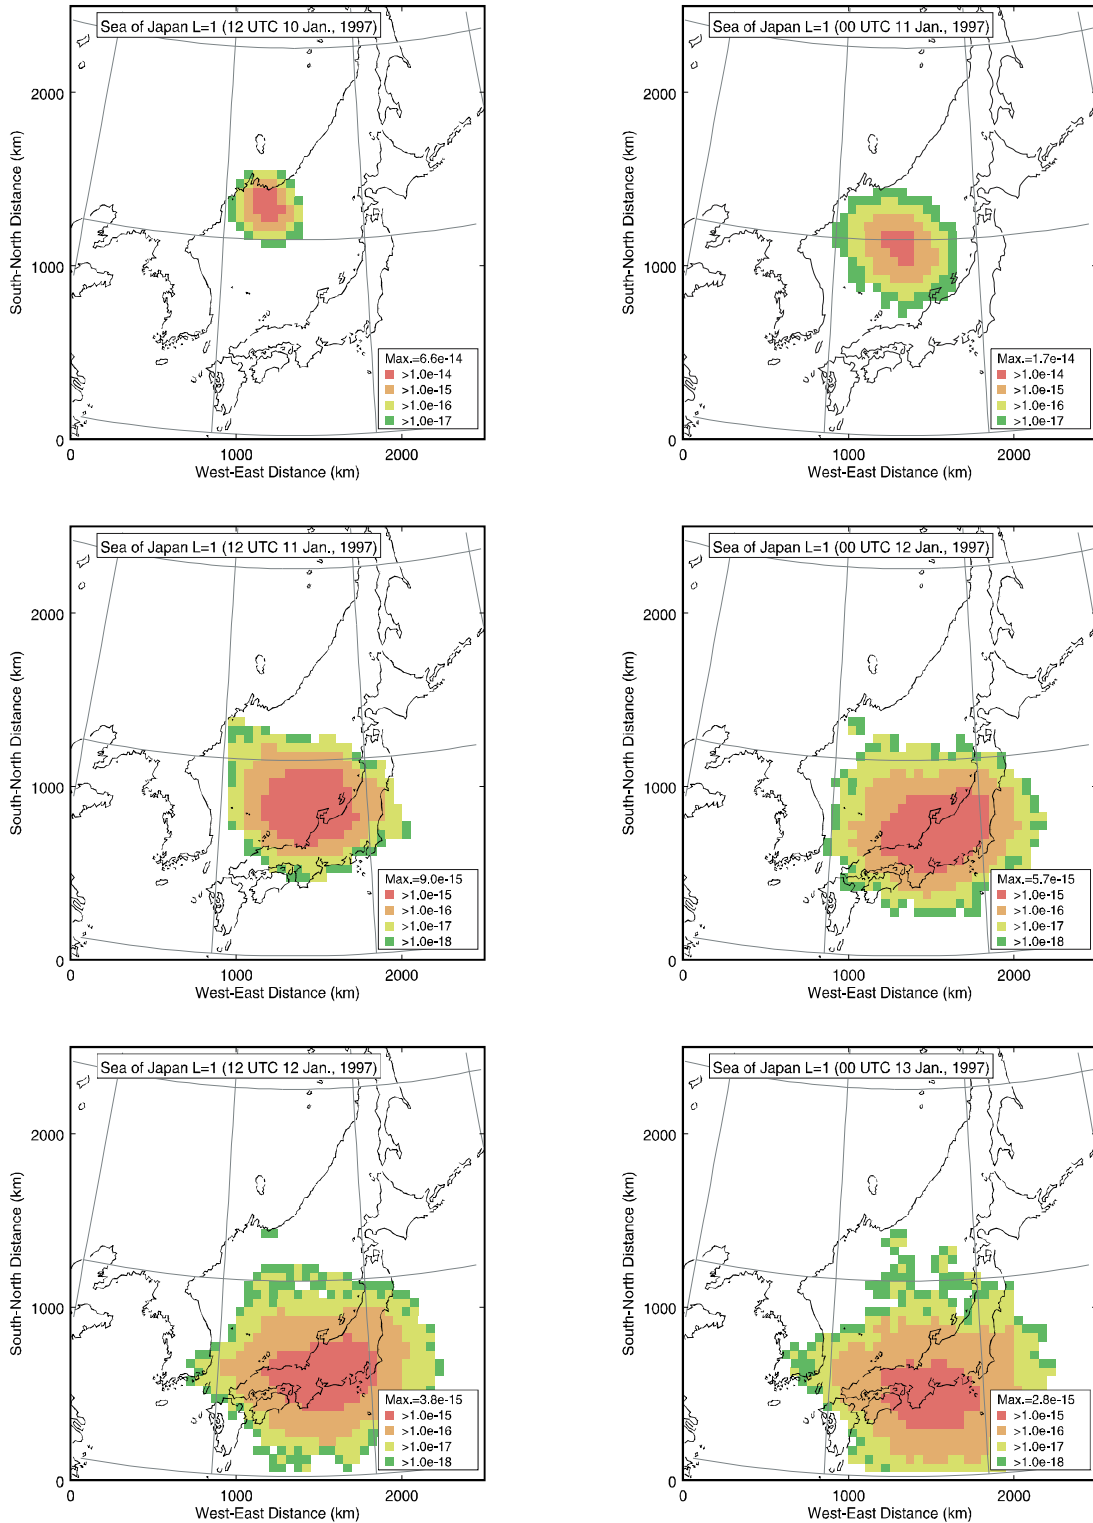 Sea of Japan L=1 (12 UTC 10 Jan., 1997)
South-North Distance (km)
2000
1000
0
Max.=6.6e-14
>1.0e-14
>1.0e-15
>1.0e-16
>1.0e-17
0 1000 2000
West-East Distance (km)
Sea of Japan L=1 (00 UTC 11 Jan., 1997)
South-North Distance (km)
2000
1000
0
Max.=1.7e-14
>1.0e-14
>1.0e-15
>1.0e-16
>1.0e-17
0 1000 2000
West-East Distance (km)
Sea of Japan L=1 (12 UTC 11 Jan., 1997)
South-North Distance (km)
2000
1000
0
Max.=9.0e-15
>1.0e-15
>1.0e-16
>1.0e-17
>1.0e-18
0 1000 2000
West-East Distance (km)
Sea of Japan L=1 (00 UTC 12 Jan., 1997)
South-North Distance (km)
2000
1000
0
Max.=5.7e-15
>1.0e-15
>1.0e-16
>1.0e-17
>1.0e-18
0 1000 2000
West-East Distance (km)
Sea of Japan L=1 (12 UTC 12 Jan., 1997)
South-North Distance (km)
2000
1000
0
Max.=3.8e-15
>1.0e-15
>1.0e-16
>1.0e-17
>1.0e-18
0 1000 2000
West-East Distance (km)
Sea of Japan L=1 (00 UTC 13 Jan., 1997)
South-North Distance (km)
2000
1000
0
Max.=2.8e-15
>1.0e-15
>1.0e-16
>1.0e-17
>1.0e-18
0 1000 2000
West-East Distance (km)